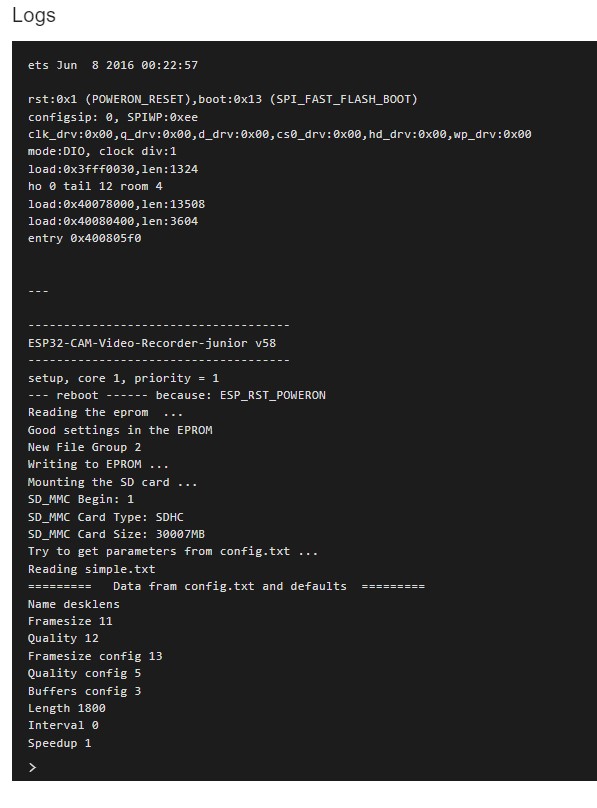 Logs
ets Jun  8 2016 00:22:57
rst:0x1 (POWERON_RESET),boot:0x13 (SPI_FAST_FLASH_BOOT)
configsip: 0, SPIWP:0xee
clk_drv:0x00,q_drv:0x00,d_drv:0x00,cs0_drv:0x00,hd_drv:0x00,wp_drv:0x00
mode:DIO, clock div:1
load:0x3fff0030,len:1324
ho 0 tail 12 room 4
load:0x40078000,len:13508
load:0x40080400,len:3604
entry 0x400805f0
---
-------------------------------------
ESP32-CAM-Video-Recorder-junior v58
-------------------------------------
setup, core 1, priority = 1
--- reboot ------ because: ESP_RST_POWERON
Reading the eprom  ...
Good settings in the EPROM
New File Group 2
Writing to EPROM ...
Mounting the SD card ...
SD_MMC Begin: 1
SD_MMC Card Type: SDHC
SD_MMC Card Size: 30007MB
Try to get parameters from config.txt ...
Reading simple.txt
=========   Data fram config.txt and defaults  =========
Name desklens
Framesize 11
Quality 12
Framesize config 13
Quality config 5
Buffers config 3
Length 1800
Interval 0
Speedup 1
>